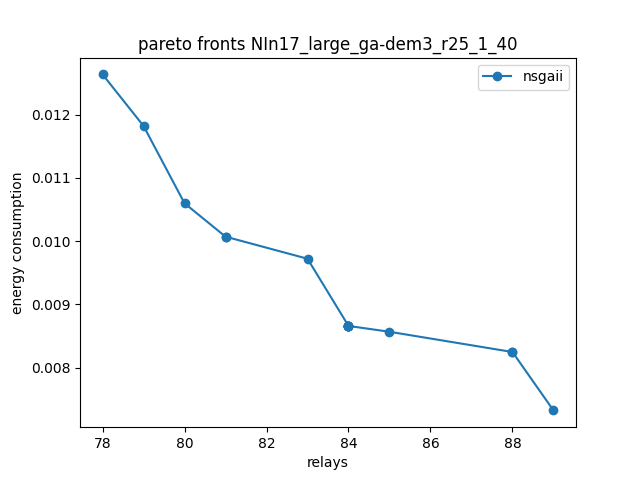 pareto fronts NIn17_large_ga-dem3_r25_1_40
nsgaii
energy consumption
0.012
0.011
0.010
0.009
0.008
78 80 82 84 86 88
relays